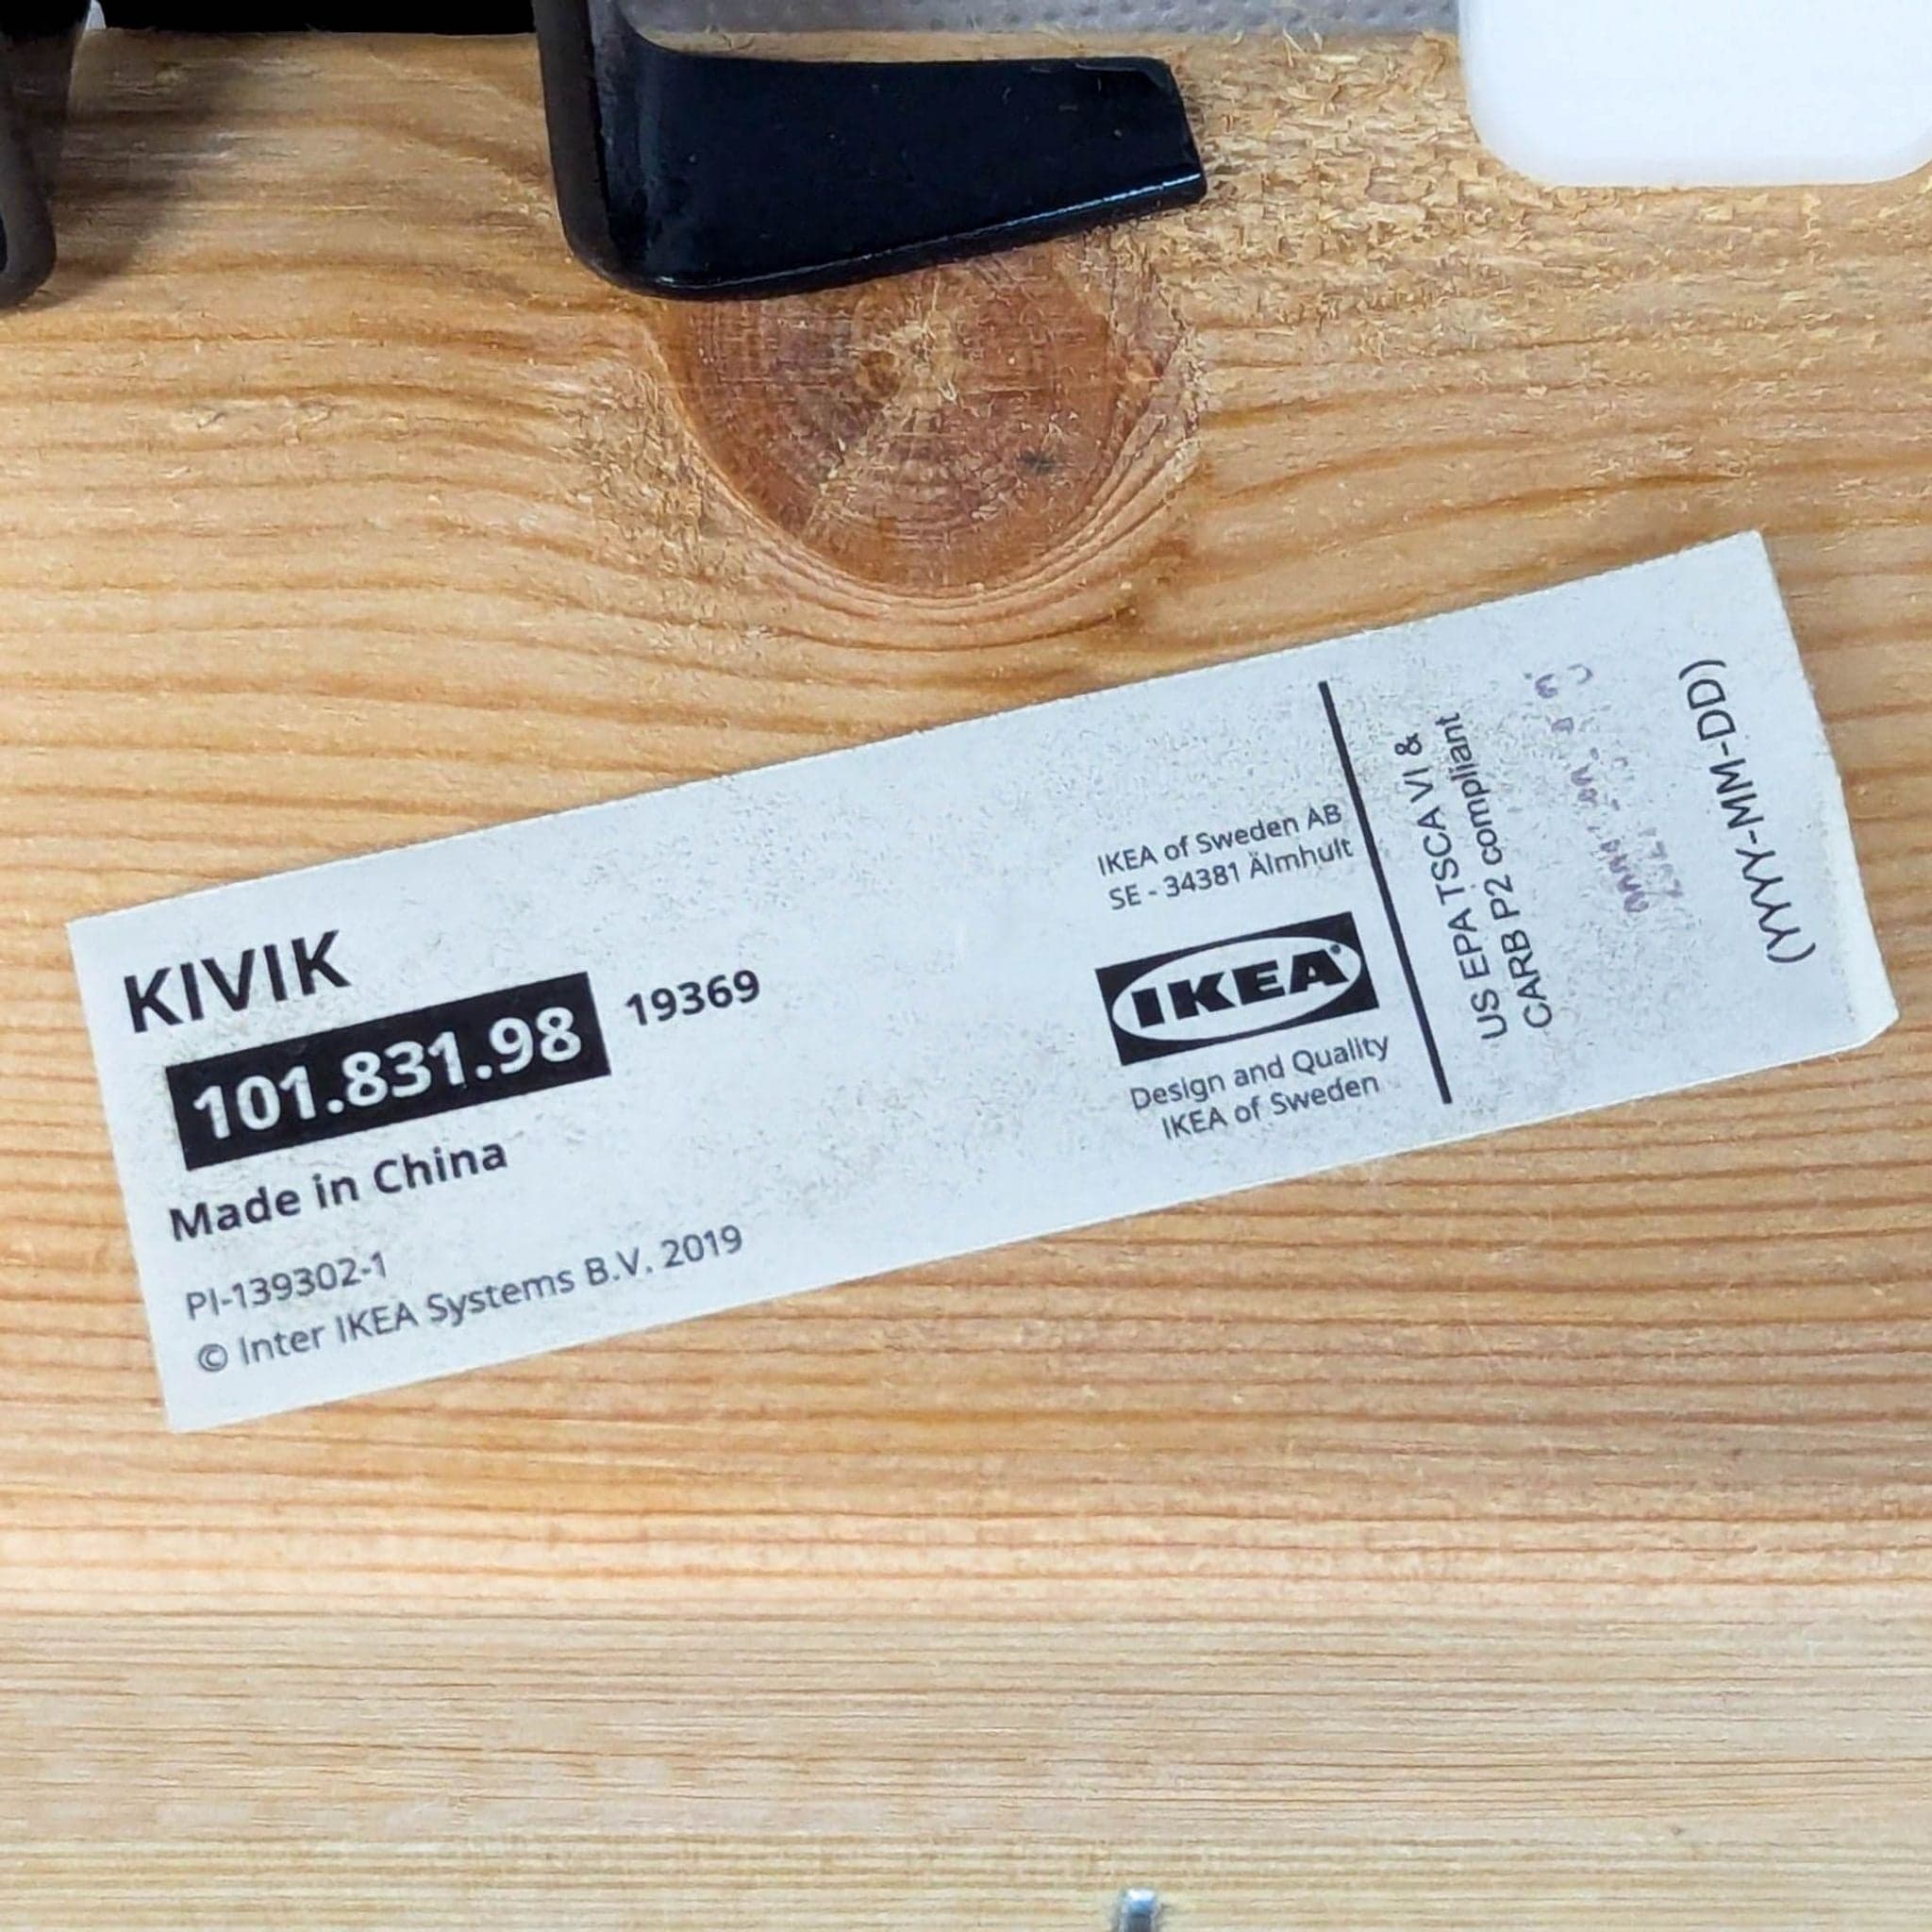 KIVIK
101.831.98 19369
Made in China
PI-139302-1
© Inter IKEA Systems B.V. 2019
IKEA of Sweden AB
SE - 34381 Älmhult
IKEA®
Design and Quality
IKEA of Sweden
US EPA TSCA VI &
CARB P2 compliant
(YYYY-MM-DD)